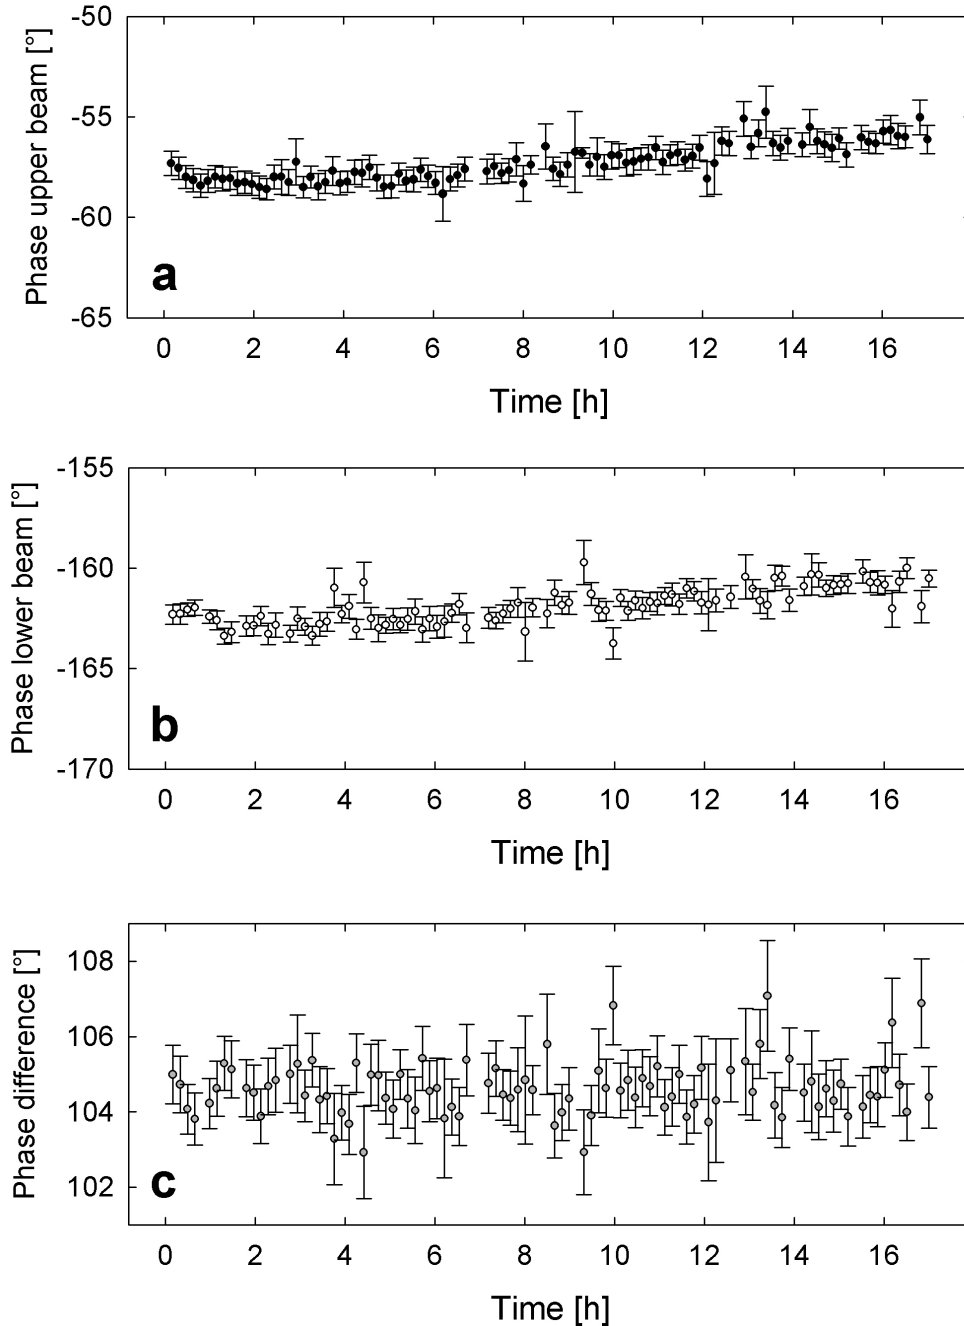 -50
-55
-60
-65
Phase upper beam [°]
a
0 2 4 6 8 10 12 14 16
Time [h]
-155
-160
-165
-170
Phase lower beam [°]
b
0 2 4 6 8 10 12 14 16
Time [h]
108
106
104
102
Phase difference [°]
c
0 2 4 6 8 10 12 14 16
Time [h]